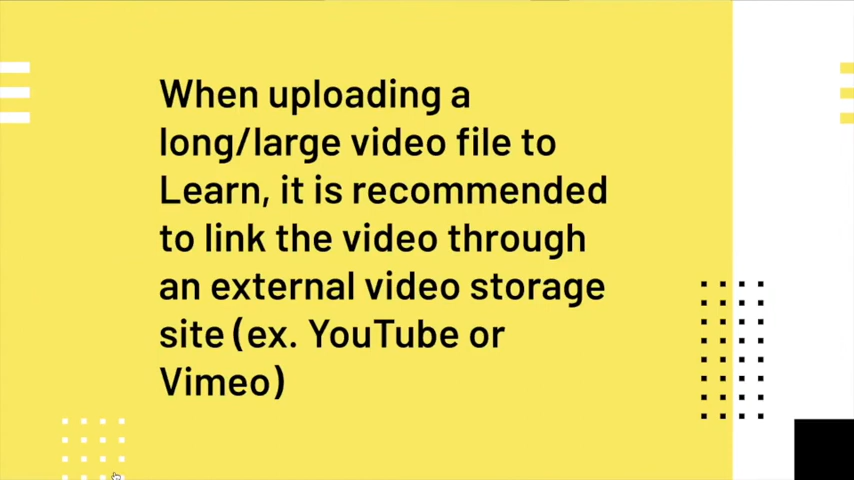 When uploading a
long/large video file to
Learn, it is recommended
to link the video through
an external video storage
site (ex. YouTube or
Vimeo)